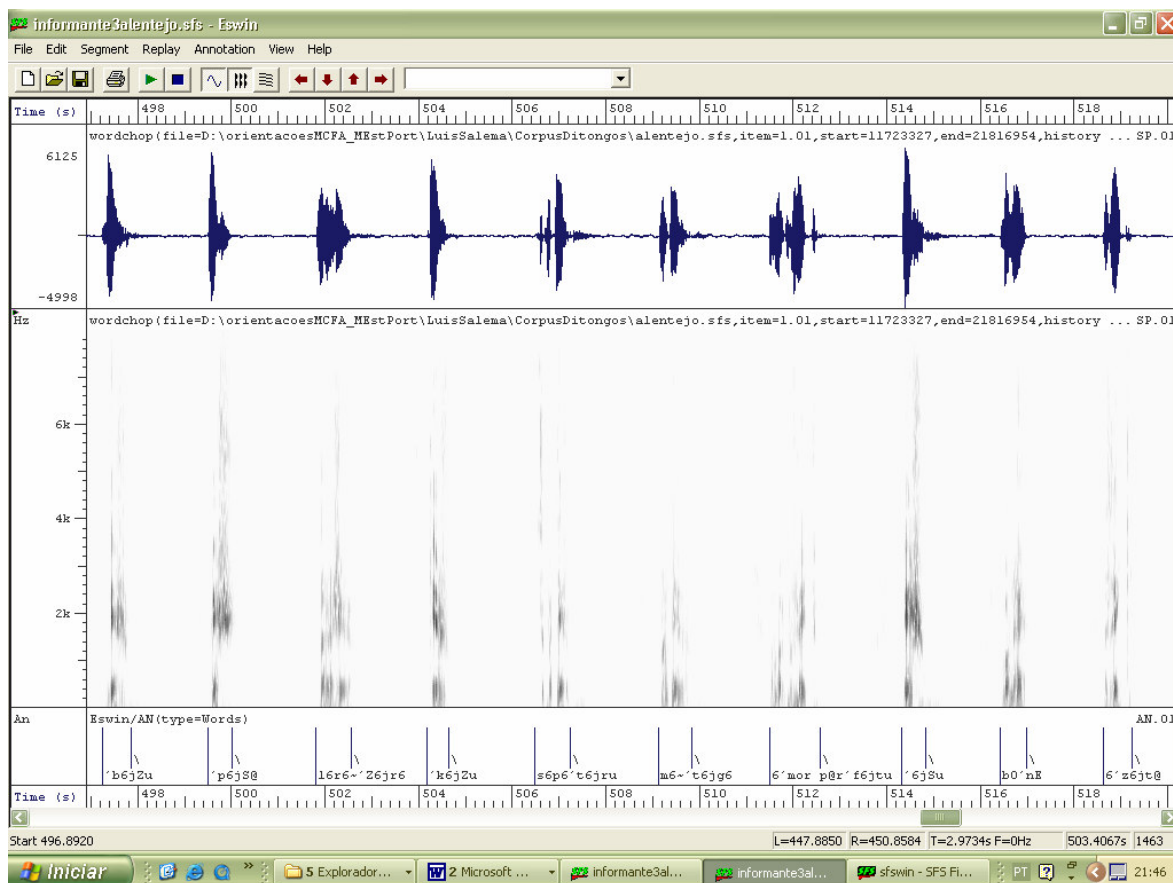 informante3alentejo.sfs - Eswin
File Edit Segment Replay Annotation View Help
Time (s) 498 500 502 504 506 508 510 512 514 516 518
wordchop(file=D:\orientacoesMCFA_MEstPort\LuisSalema\CorpusDitongos\alentejo.sfs,item=1.01,start=11723327,end=21816954,history ... SP.01
6125
-4998
Hz wordchop(file=D:\orientacoesMCFA_MEstPort\LuisSalema\CorpusDitongos\alentejo.sfs,item=1.01,start=11723327,end=21816954,history ... SP.01
6k
4k
2k
An Eswin/AN(type=Words) AN.01
\ \ \ \ \ \ \ \ \ \
´b6jZu ´p6jS@ l6r6~´Z6jr6 ´k6jZu s6p6´t6jru m6~´t6jg6 6´mor p@r´f6jtu ´6jSu b0´nE 6´z6jt@
Time (s) 498 500 502 504 506 508 510 512 514 516 518
Start 496.8920 L=447.8850 R=450.8584 T=2.9734s F=0Hz 503.4067s 1463
Iniciar » 5 Explorador... 2 Microsoft ... informante3al... informante3al... sfswin - SFS Fi... PT 21:46